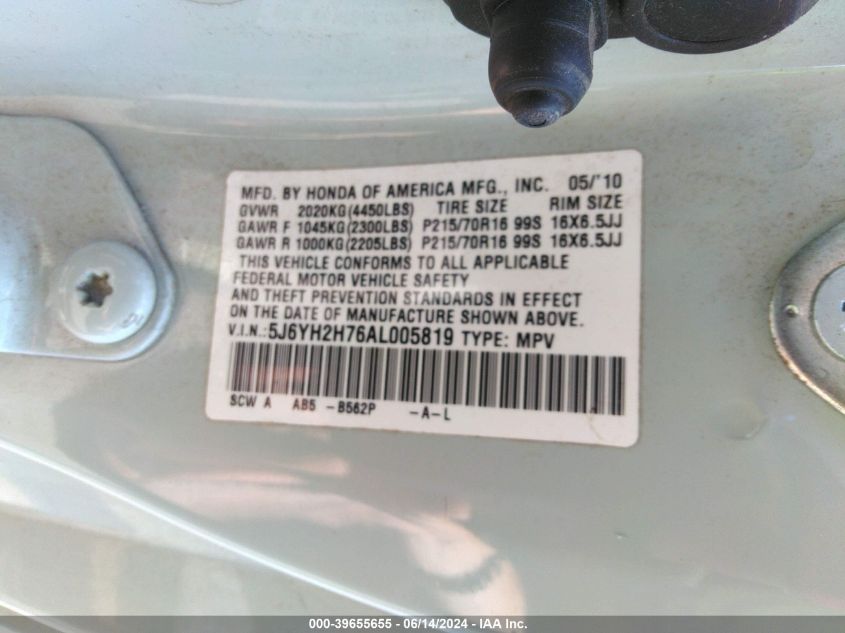 MFD. BY HONDA OF AMERICA MFG., INC. 05/'10
GVWR 2020KG(4450LBS) TIRE SIZE RIM SIZE
GAWR F 1045KG(2300LBS) P215/70R16 99S 16X6.5JJ
GAWR R 1000KG(2205LBS) P215/70R16 99S 16X6.5JJ
THIS VEHICLE CONFORMS TO ALL APPLICABLE
FEDERAL MOTOR VEHICLE SAFETY
AND THEFT PREVENTION STANDARDS IN EFFECT
ON THE DATE OF MANUFACTURE SHOWN ABOVE.
V.I.N.:5J6YH2H76AL005819 TYPE: MPV
SCW A AB5 -B562P -A-L
000-39655655 - 06/14/2024 - IAA Inc.